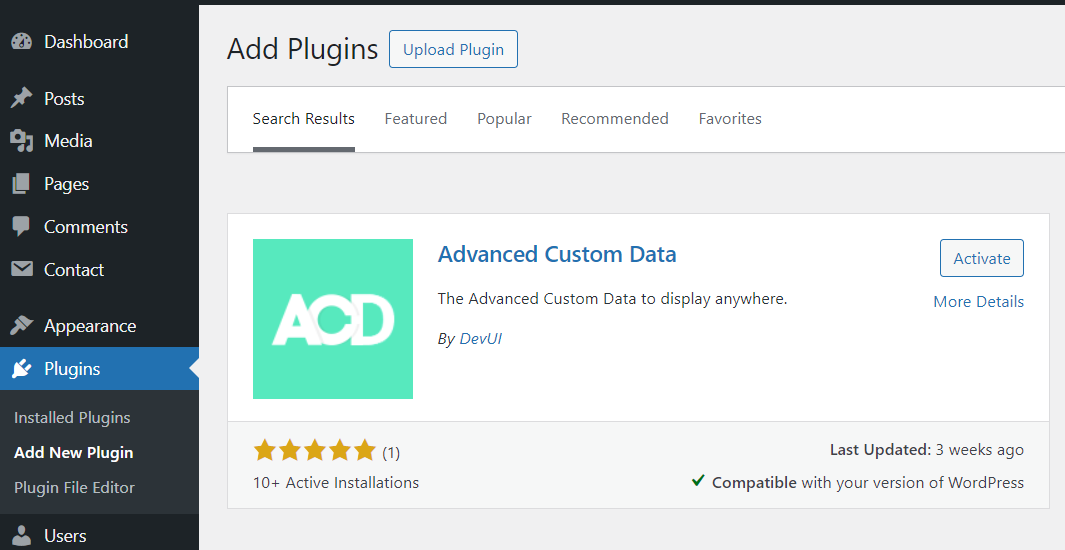 Dashboard
Posts
Media
Pages
Comments
Contact
Appearance
Plugins
Installed Plugins
Add New Plugin
Plugin File Editor
Users
Add Plugins Upload Plugin
Search Results Featured Popular Recommended Favorites
ACD
Advanced Custom Data
The Advanced Custom Data to display anywhere.
By DevUI
Activate
More Details
(1)
10+ Active Installations
Last Updated: 3 weeks ago
Compatible with your version of WordPress